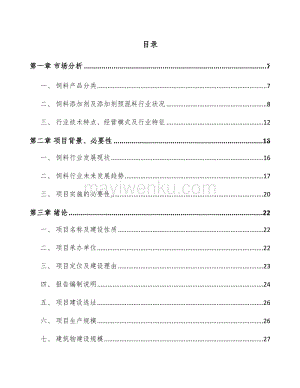 目录
第一章 市场分析 7
一、 饲料产品分类 7
二、 饲料添加剂及添加剂预混料行业状况 8
三、 行业技术特点、经营模式及行业特征 12
第二章 项目背景、必要性 15
一、 饲料行业发展现状 16
二、 饲料行业未来发展趋势 17
三、 项目实施的必要性 20
第三章 绪论 22
一、 项目名称及建设性质 22
二、 项目承办单位 22
三、 项目定位及建设理由 23
四、 报告编制说明 24
五、 项目建设选址 26
六、 项目生产规模 26
七、 建筑物建设规模 27
mayiwenku.com